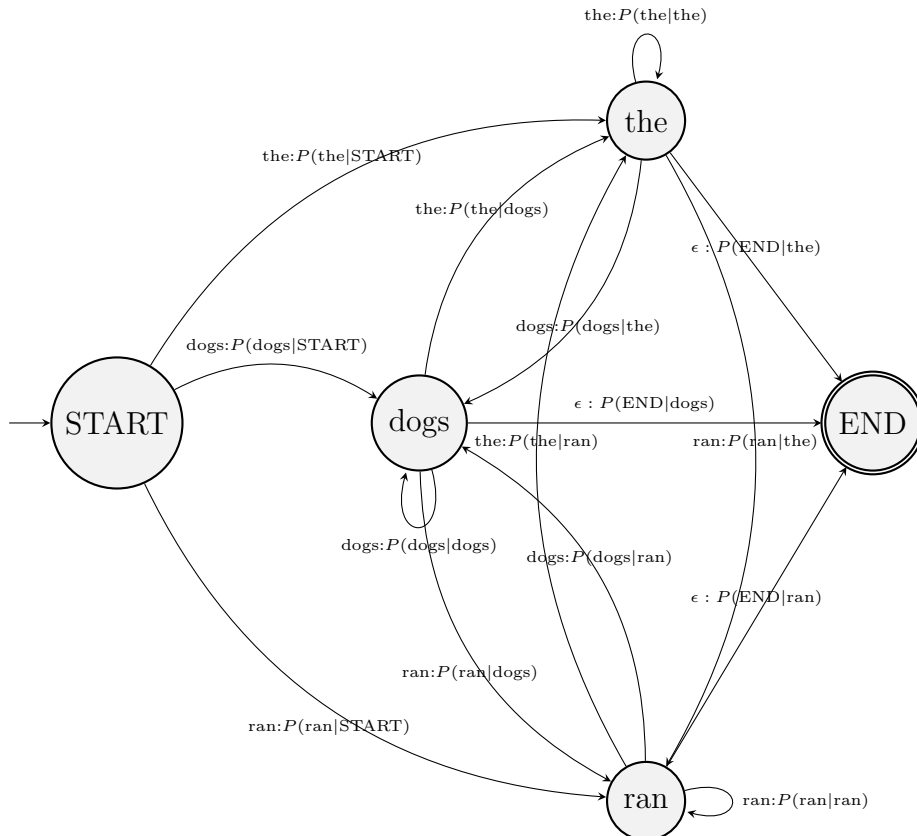 the:P(the|the)
the
the:P(the|START)
the:P(the|dogs)
ϵ : P(END|the)
dogs:P(dogs|the)
dogs:P(dogs|START)
ϵ : P(END|dogs)
START
dogs
END
the:P(the|ran)
ran:P(ran|the)
dogs:P(dogs|dogs)
dogs:P(dogs|ran)
ϵ : P(END|ran)
ran:P(ran|dogs)
ran:P(ran|START)
ran
ran:P(ran|ran)